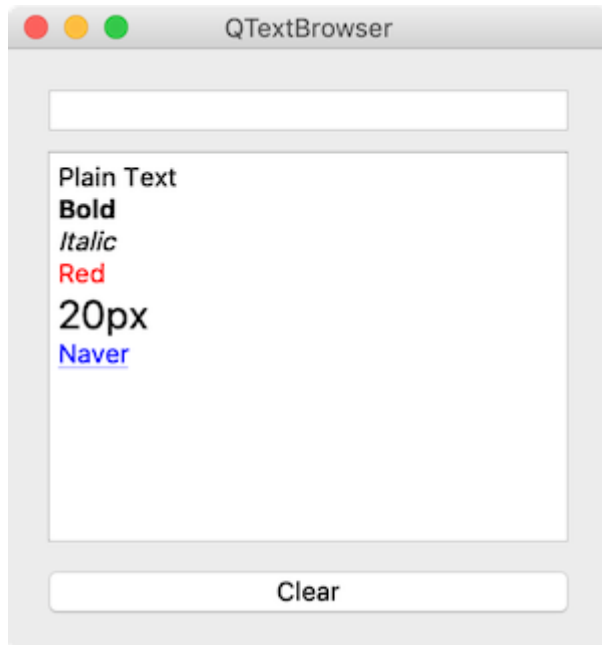 QTextBrowser
Plain Text
Bold
Italic
Red
20px
Naver
Clear